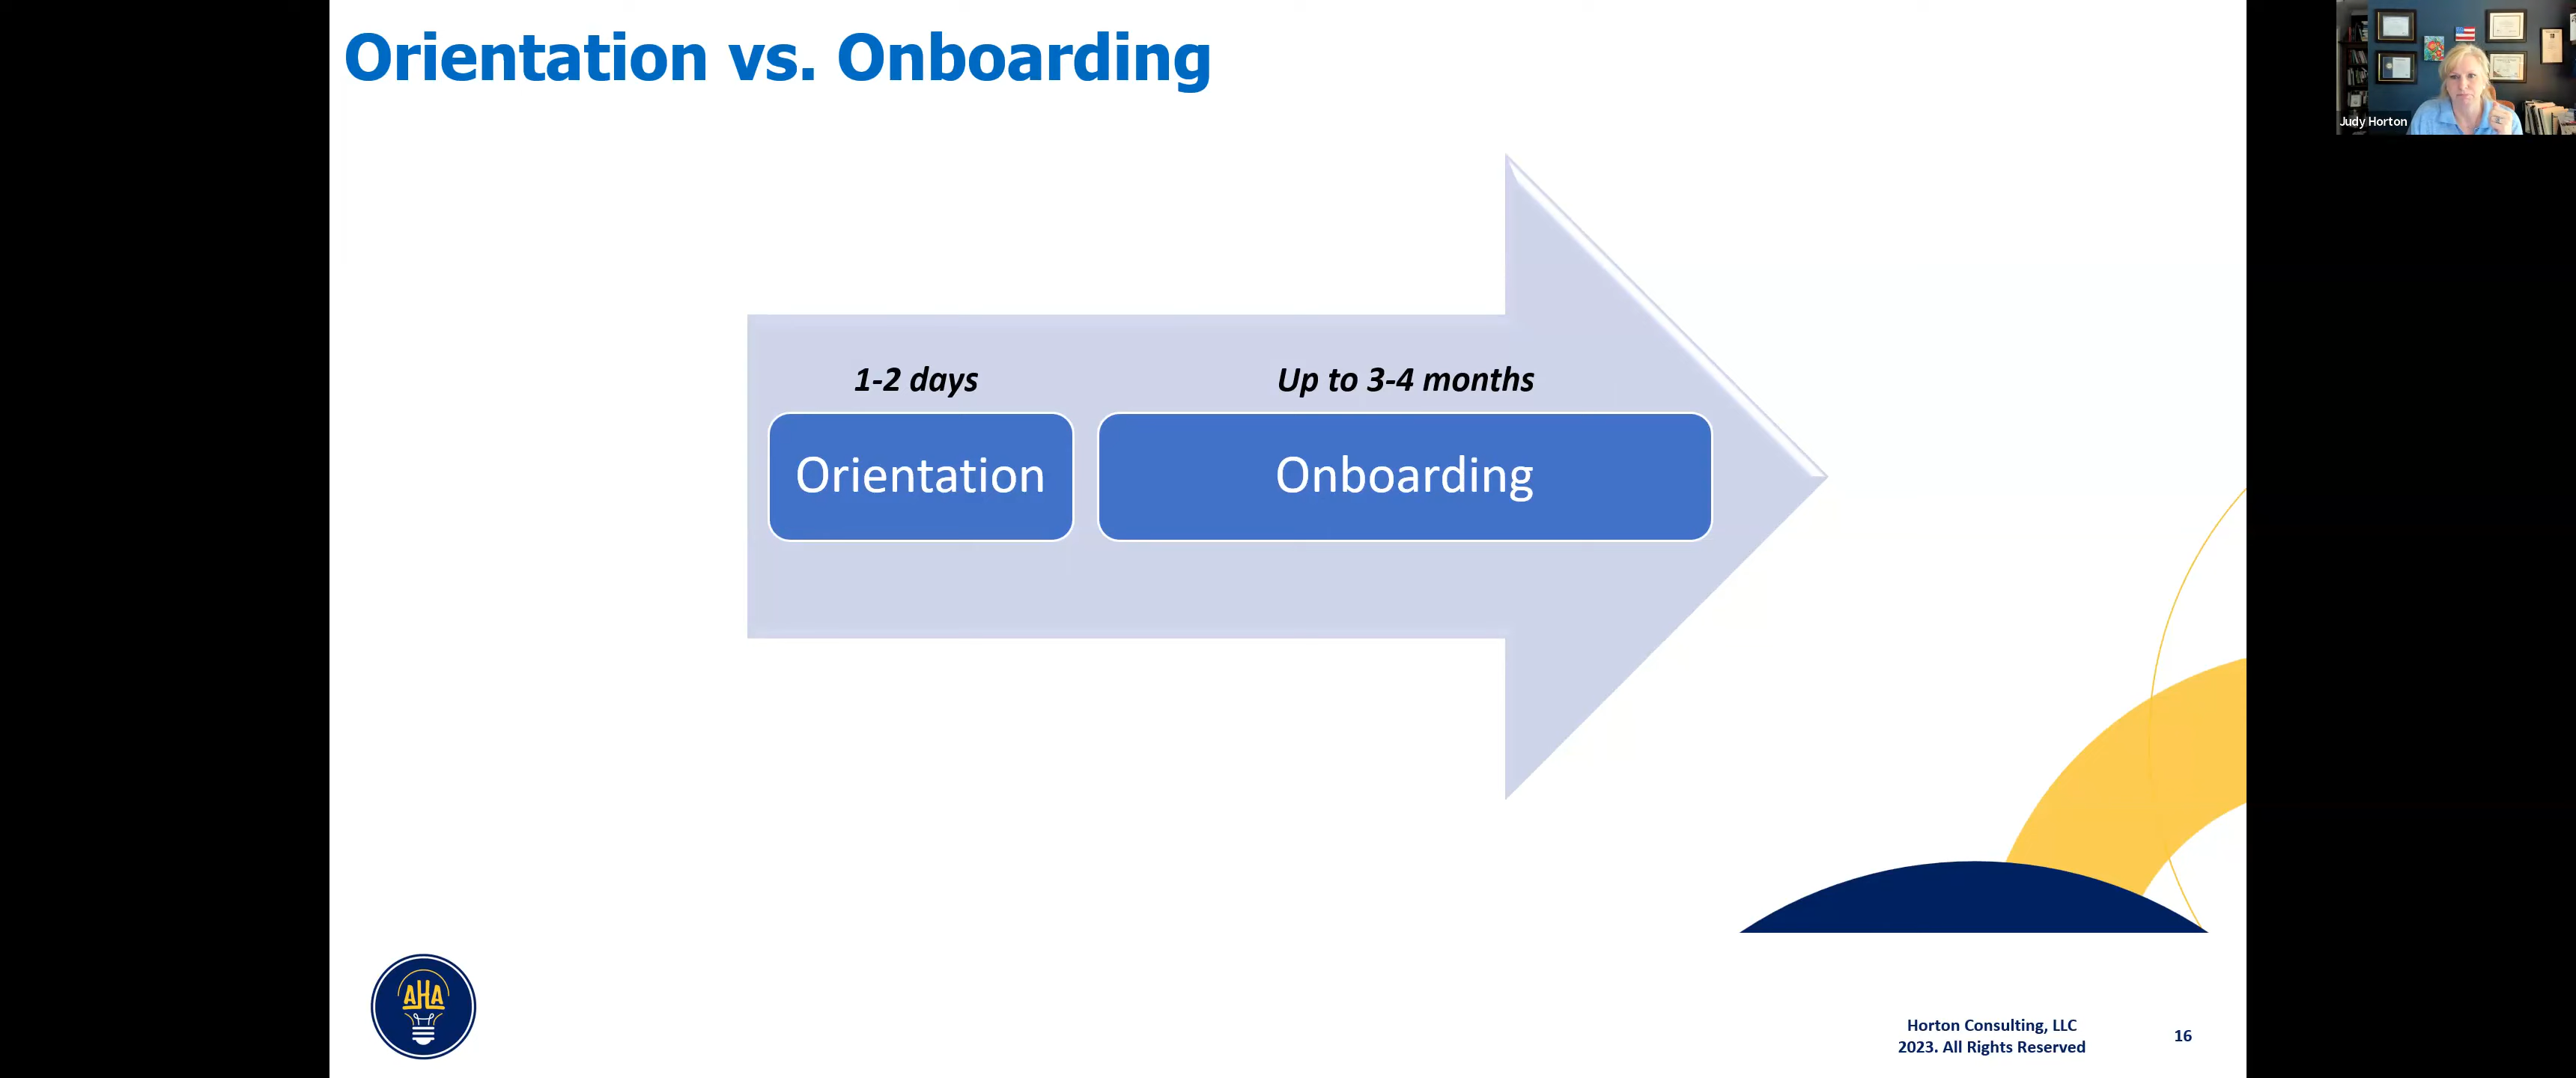 Orientation vs. Onboarding
Judy Horton
1-2 days
Up to 3-4 months
Orientation
Onboarding
AHA
Horton Consulting, LLC
2023. All Rights Reserved
16